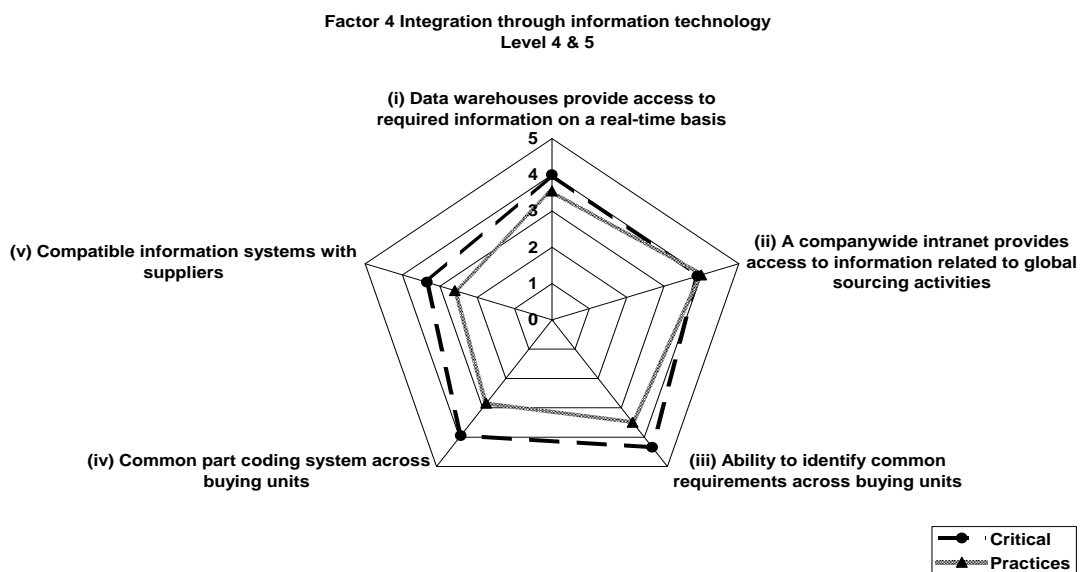 Factor 4 Integration through information technology
Level 4 & 5
(i) Data warehouses provide access to
required information on a real-time basis
5
4
3
2
1
0
(ii) A companywide intranet provides
access to information related to global
sourcing activities
(iii) Ability to identify common
requirements across buying units
(iv) Common part coding system across
buying units
(v) Compatible information systems with
suppliers
Critical
Practices